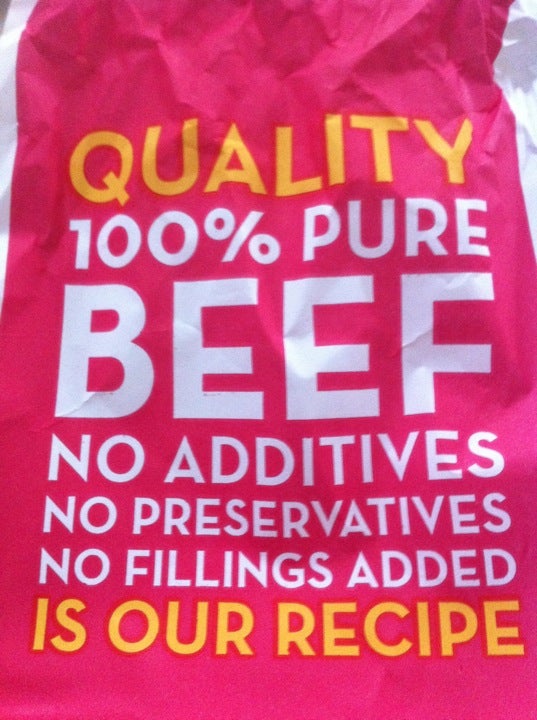 QUALITY
100% PURE
BEEF
NO ADDITIVES
NO PRESERVATIVES
NO FILLINGS ADDED
IS OUR RECIPE